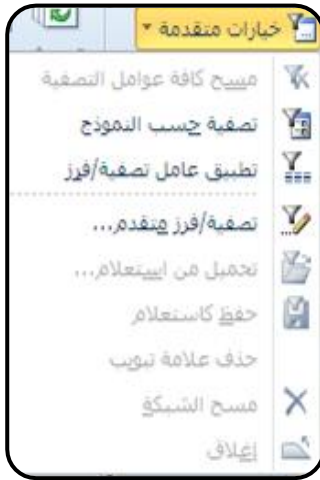 خيارات متقدمة
مسح كافة عوامل التصفية
تصفية حسب النموذج
تطبيق عامل تصفية/فرز
تصفية/فرز متقدم...
تحميل من استعلام...
حفظ كاستعلام
حذف علامة تبويب
مسح الشبكة
إغلاق